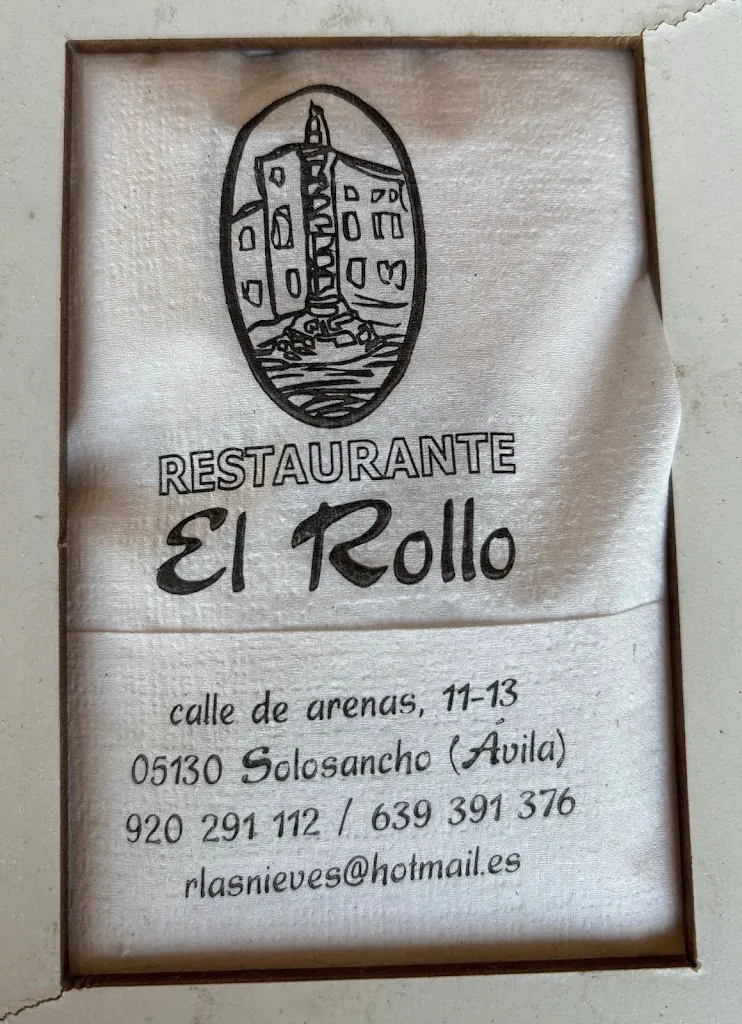 RESTAURANTE
El Rollo
calle de arenas, 11-13
05130 Solosancho (Ávila)
920 291 112 / 639 391 376
rlasnieves@hotmail.es